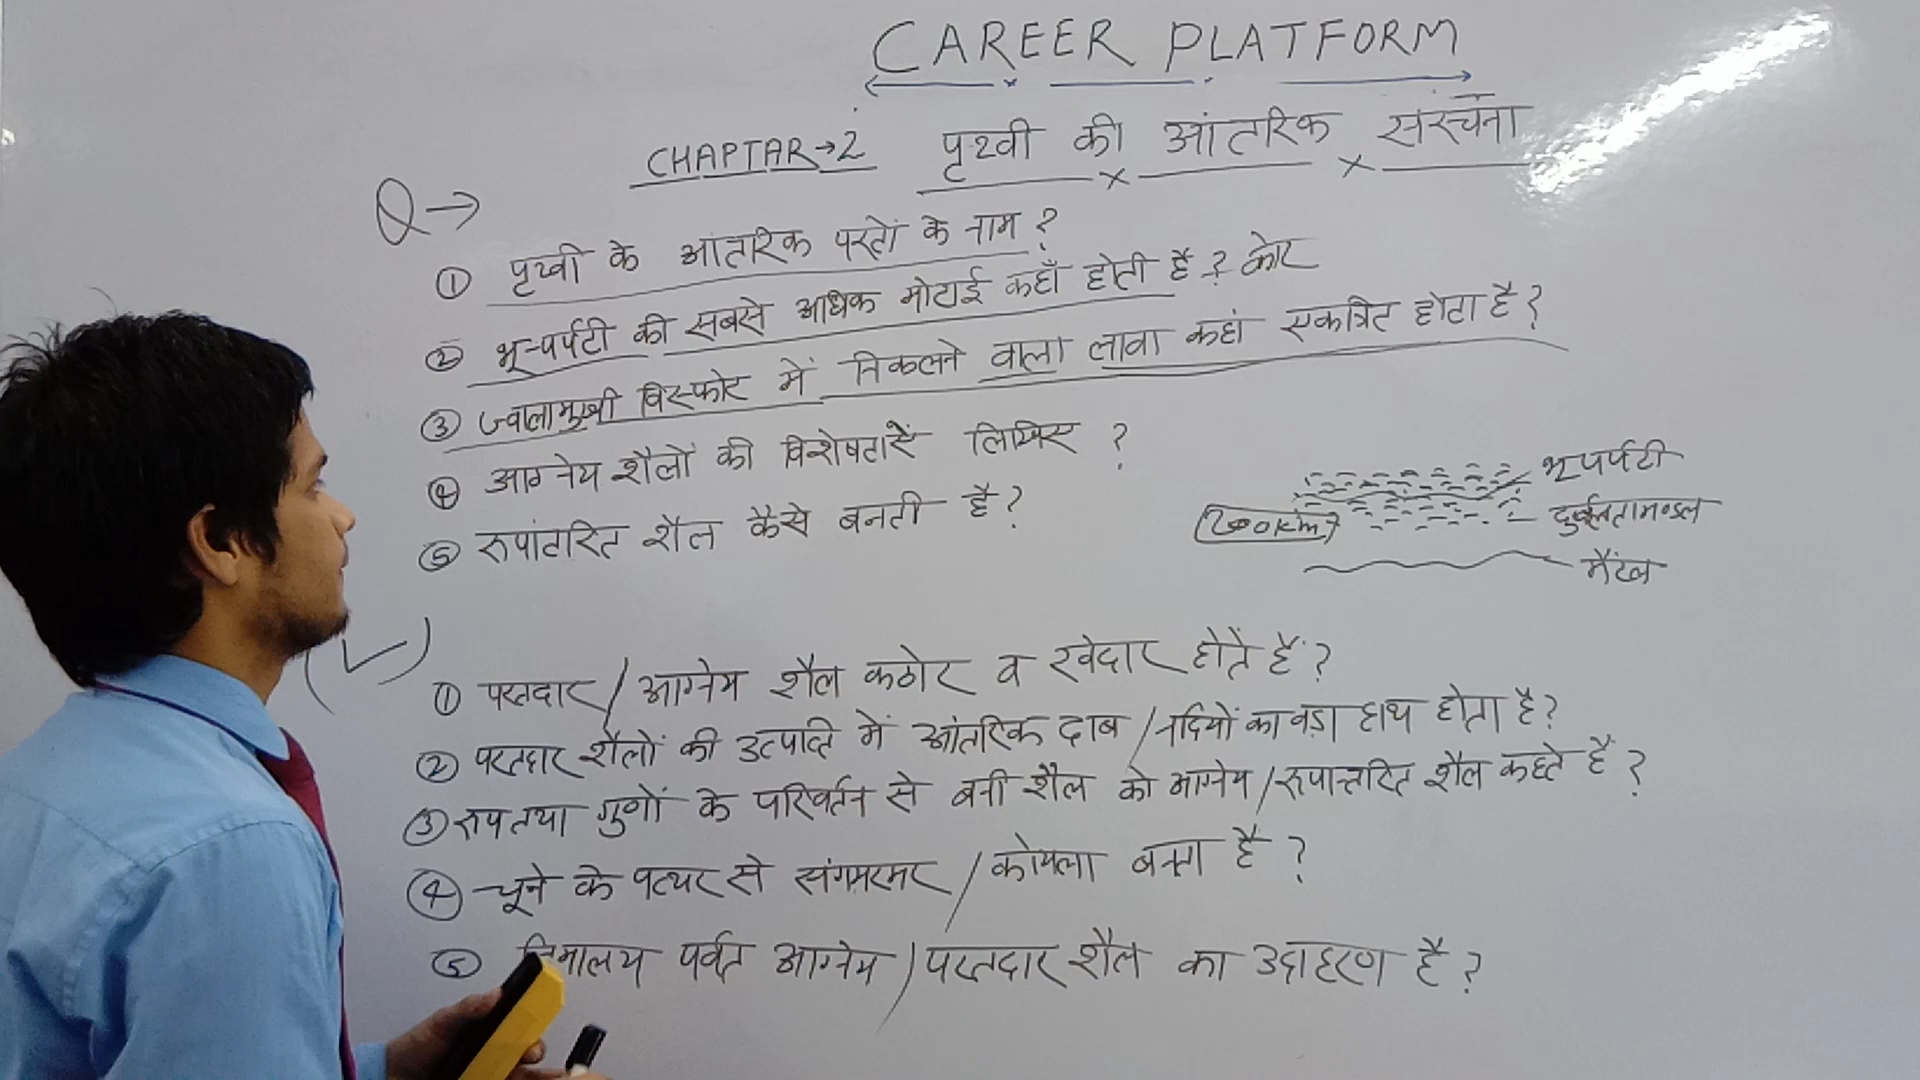 CAREER PLATFORM
CHAPTAR→2 पृथ्वी की आंतरिक संरचना
Q→
① पृथ्वी के आंतरिक परतों के नाम ?
② भू-पर्पटी की सबसे अधिक मोटाई कहाँ होती है ? कोर
③ ज्वालामुखी विस्फोट में निकलने वाला लावा कहां एकत्रित होता है ?
④ आग्नेय शैलों की विशेषताएें लिखिए ?
⑤ रुपांतरित शैल कैसे बनती है ?
भूपर्पटी
दुर्बलतामण्डल
मैंटल
(✓)
① परतदार / आग्नेय शैल कठोर व रवेदार होते हैं ?
② परतदार शैलों की उत्पत्ति में आंतरिक दाब / नदियों का बड़ा हाथ होता है ?
③ रुप तथा गुणों के परिवर्तन से बनी शैल को आग्नेय / रूपान्तरित शैल कहते हैं ?
④ चूने के पत्थर से संगमरमर / कोयला बनता है ?
⑤ हिमालय पर्वत आग्नेय / परतदार शैल का उदाहरण है ?